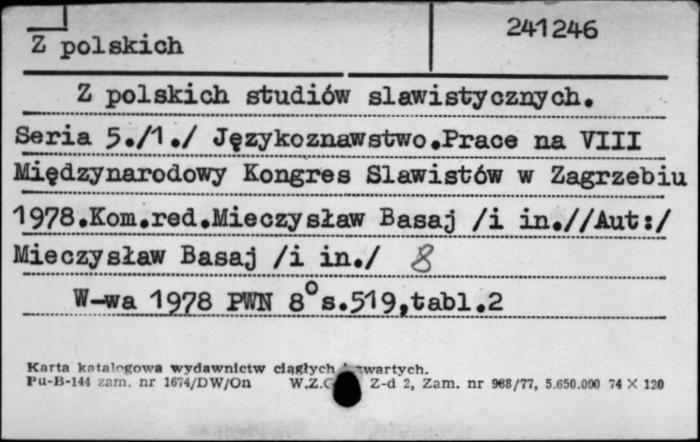 241246
Z polskich
Z polskich studiów slawistycznych.
Seria 5./1./ Językoznawstwo.Prace na VIII
Międzynarodowy Kongres Slawistów w Zagrzebiu
1978.Kom.red.Mieczysław Basaj /i in.//Aut:/
Mieczysław Basaj /i in./ 8
W-wa 1978 PWN 8° s.519,tabl.2
Karta katalogowa wydawnictw ciągłych zwartych.
Pu-B-144 zam. nr 1674/DW/On W.Z.G. Z-d 2, Zam. nr 968/77, 5.650.000 74 × 120